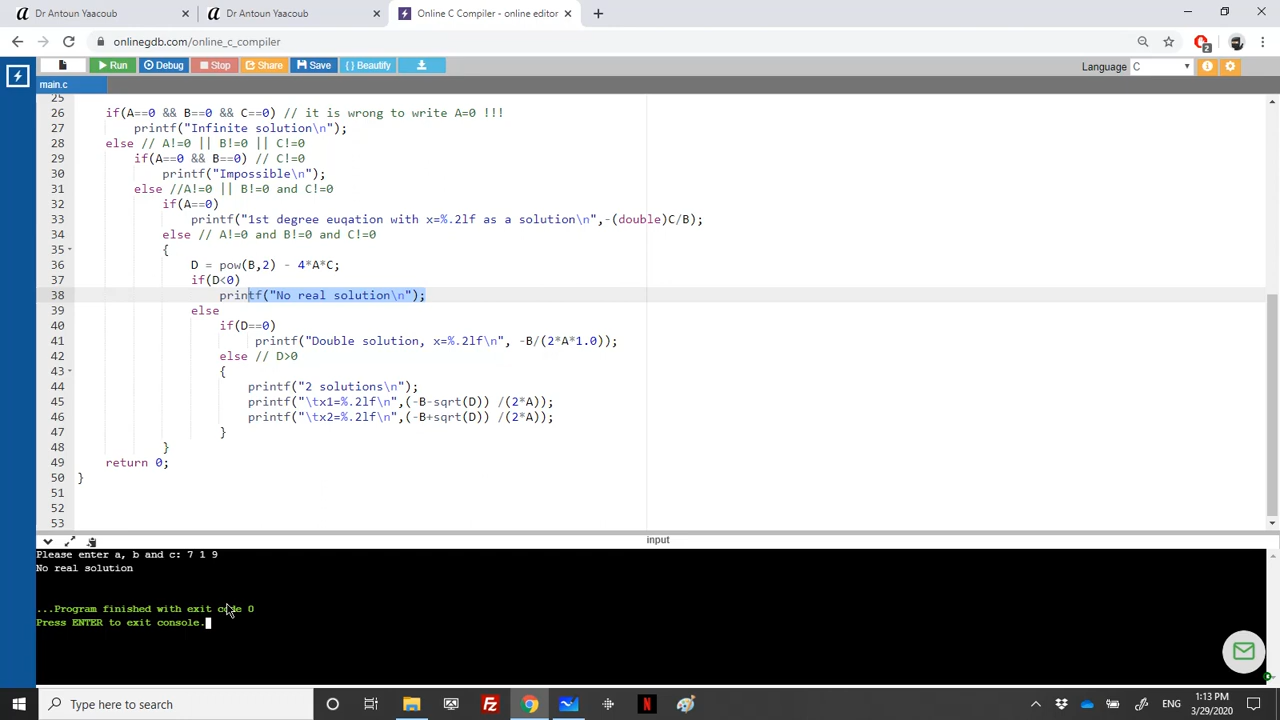 Dr Antoun Yaacoub
Dr Antoun Yaacoub
Online C Compiler - online editor
onlinegdb.com/online_c_compiler
2
Run
Debug
Stop
Share
Save
{ } Beautify
Language C
main.c
25
26 if(A==0 && B==0 && C==0) // it is wrong to write A=0 !!!
27 printf("Infinite solution\n");
28 else // A!=0 || B!=0 || C!=0
29 if(A==0 && B==0) // C!=0
30 printf("Impossible\n");
31 else //A!=0 || B!=0 and C!=0
32 if(A==0)
33 printf("1st degree euqation with x=%.2lf as a solution\n",-(double)C/B);
34 else // A!=0 and B!=0 and C!=0
35 {
36 D = pow(B,2) - 4*A*C;
37 if(D<0)
38 printf("No real solution\n");
39 else
40 if(D==0)
41 printf("Double solution, x=%.2lf\n", -B/(2*A*1.0));
42 else // D>0
43 {
44 printf("2 solutions\n");
45 printf("\tx1=%.2lf\n",(-B-sqrt(D)) /(2*A));
46 printf("\tx2=%.2lf\n",(-B+sqrt(D)) /(2*A));
47 }
48 }
49 return 0;
50 }
51
52
53
input
Please enter a, b and c: 7 1 9
No real solution
...Program finished with exit code 0
Press ENTER to exit console.
Type here to search
ENG
1:13 PM
3/29/2020